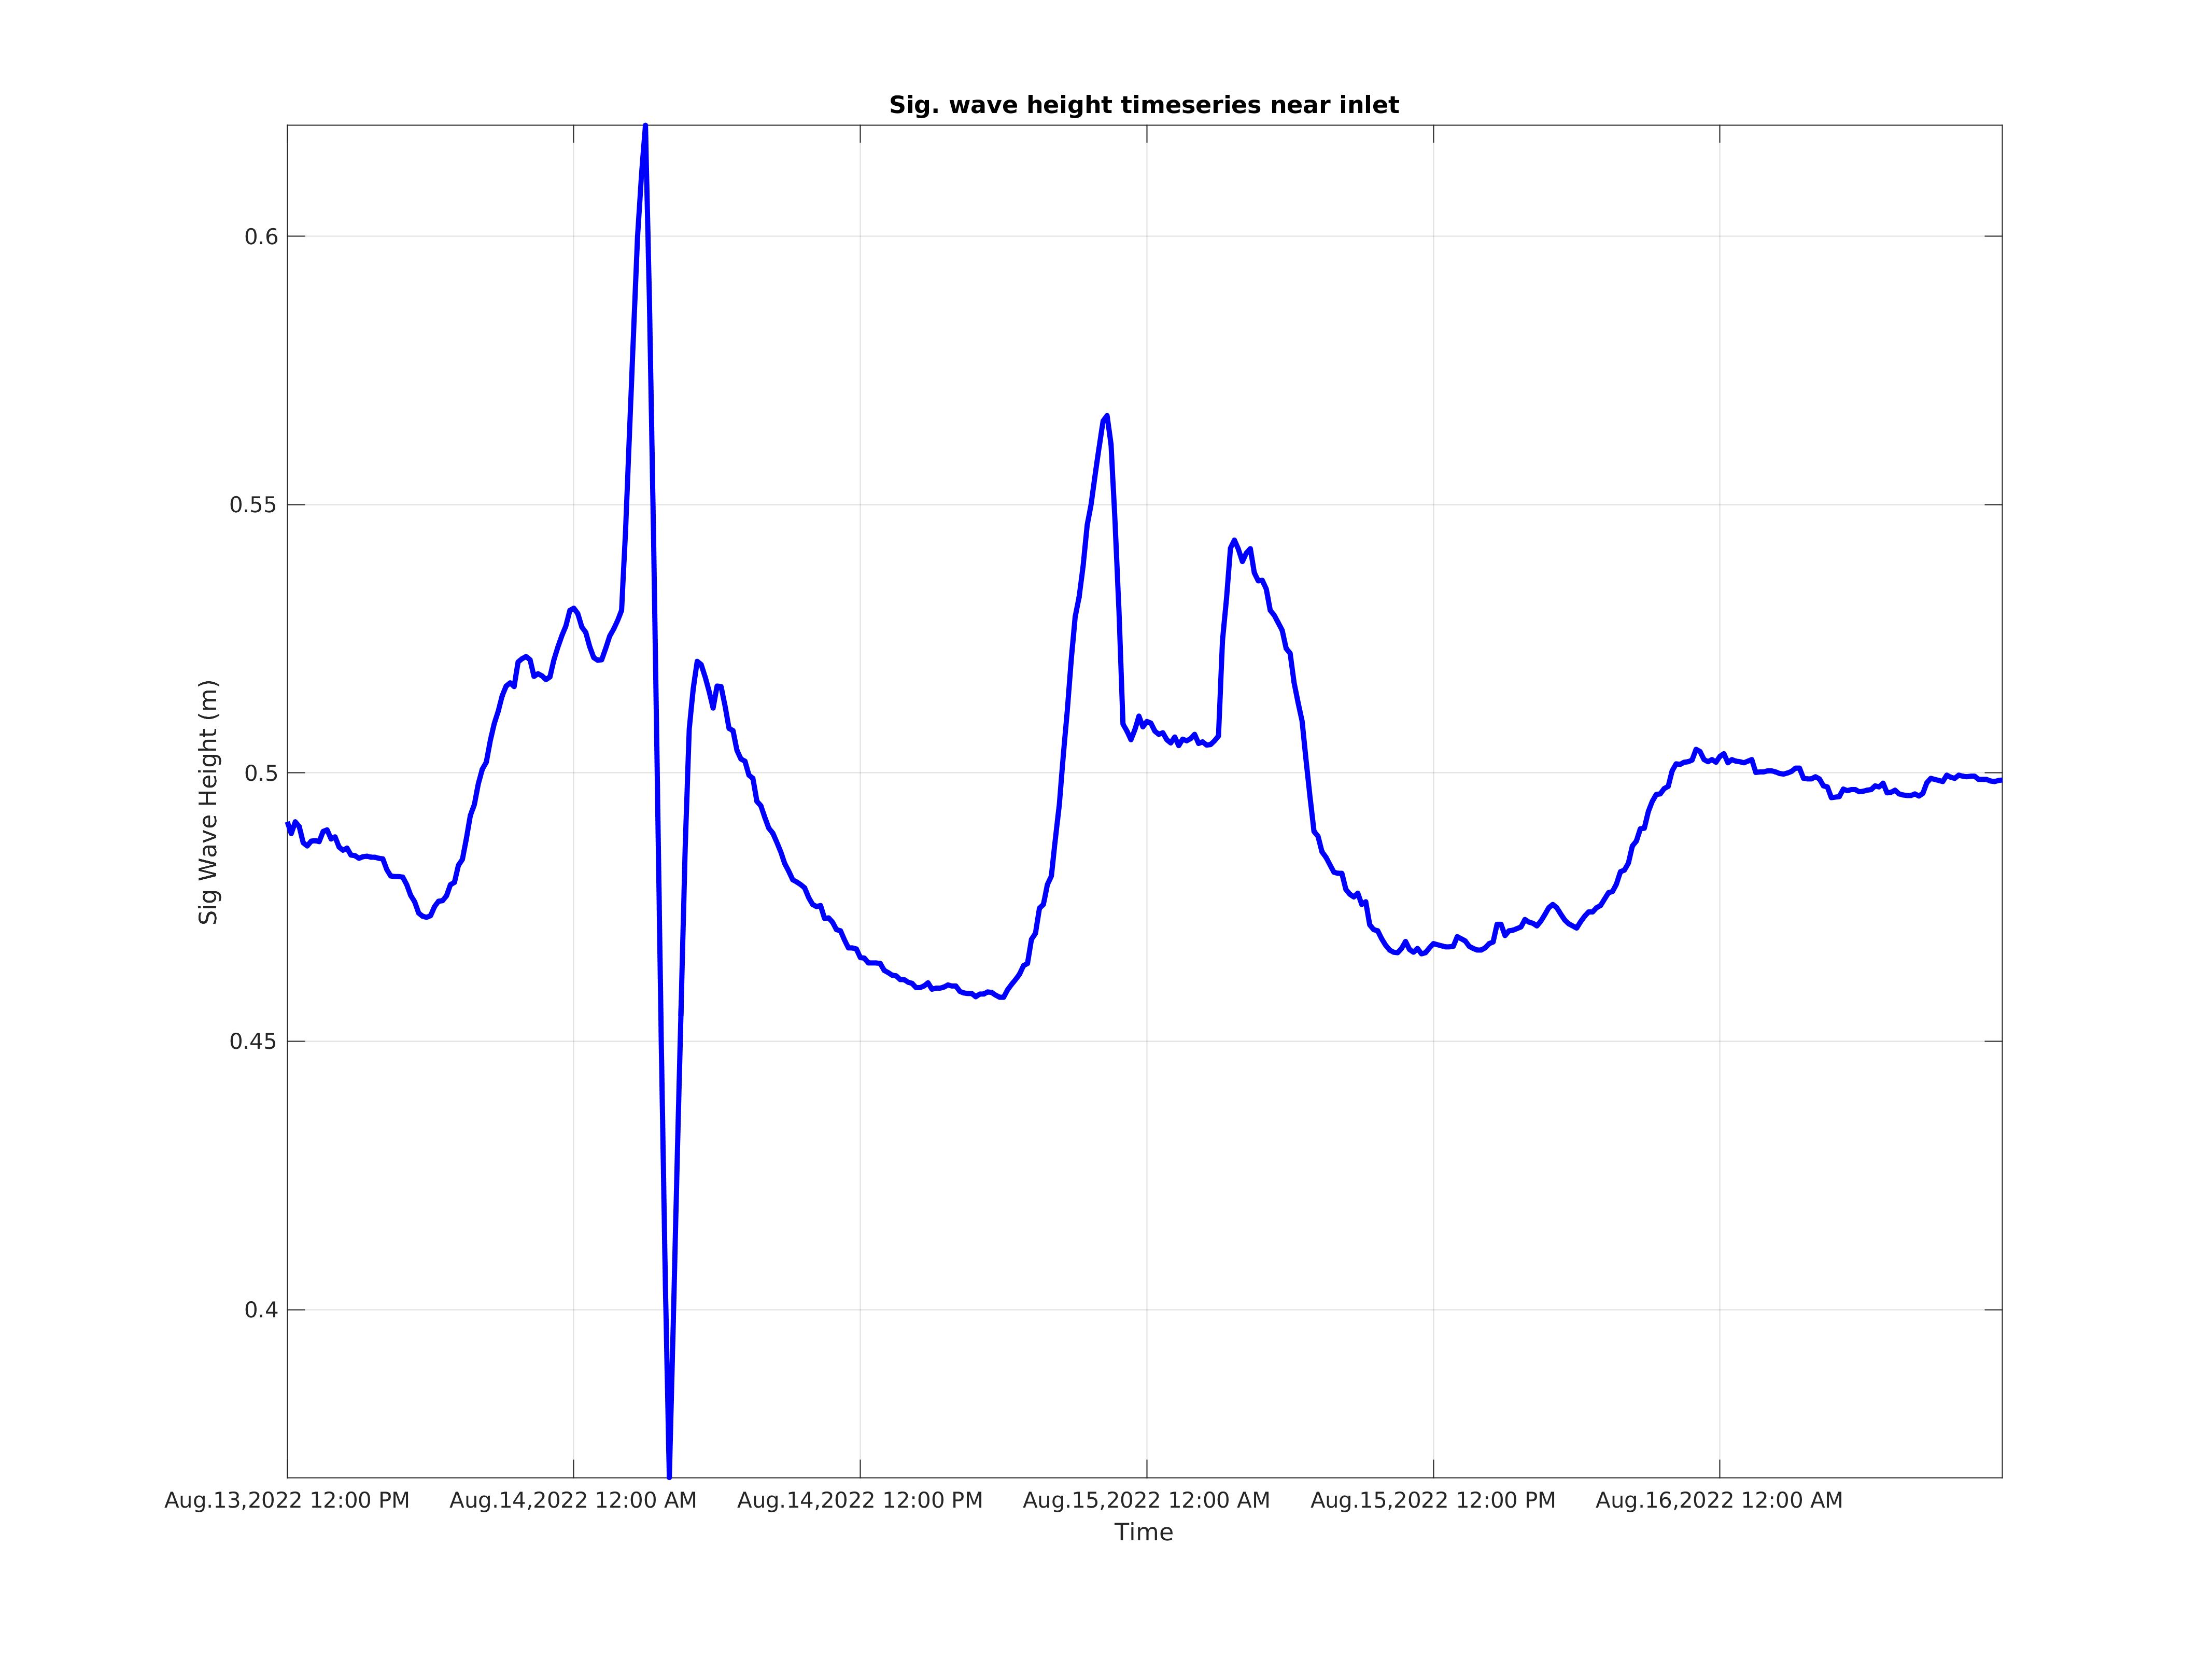 Sig. wave height timeseries near inlet
0.6
0.55
0.5
0.45
0.4
Sig Wave Height (m)
Aug.13,2022 12:00 PM Aug.14,2022 12:00 AM Aug.14,2022 12:00 PM Aug.15,2022 12:00 AM Aug.15,2022 12:00 PM Aug.16,2022 12:00 AM
Time